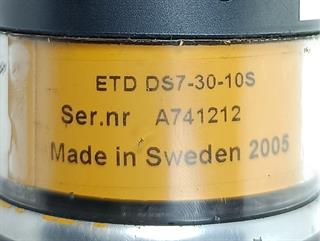 ETD DS7-30-10S
Ser.nr A741212
Made in Sweden 2005